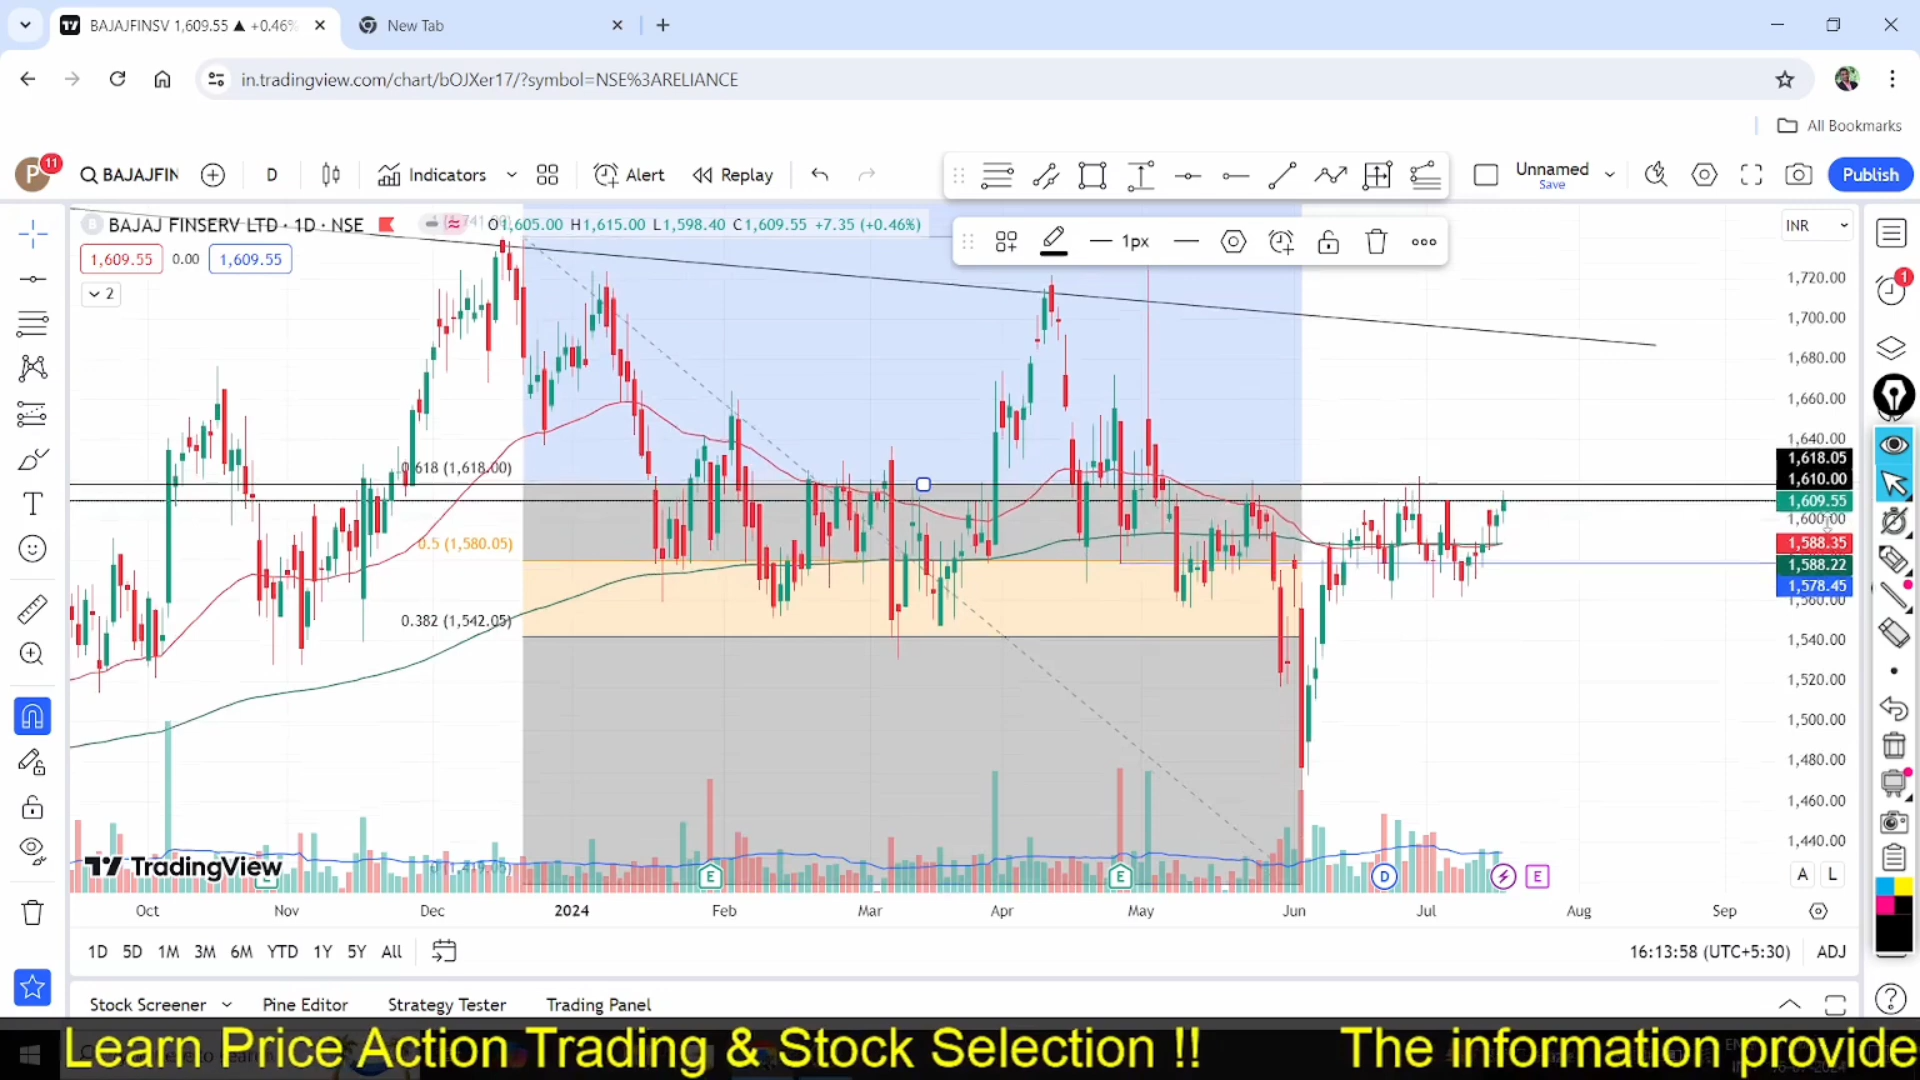 BAJAJFINSV 1,609.55 ▲ +0.46%
New Tab
in.tradingview.com/chart/bOJXer17/?symbol=NSE%3ARELIANCE
All Bookmarks
P
11
BAJAJFIN
D
Indicators
Alert
Replay
Unnamed
Save
Publish
B
BAJAJ FINSERV LTD · 1D · NSE
O1,605.00 H1,615.00 L1,598.40 C1,609.55 +7.35 (+0.46%)
INR
1px
1,609.55
0.00
1,609.55
2
1
1,720.00
1,700.00
1,680.00
1,660.00
1,640.00
1,618.05
1,610.00
1,609.55
1,600.00
1,588.35
1,588.22
1,578.45
1,560.00
1,540.00
1,520.00
1,500.00
1,480.00
1,460.00
1,440.00
0.618 (1,618.00)
0.5 (1,580.05)
0.382 (1,542.05)
0 (1,419.05)
TradingView
E
E
E
D
E
A
L
Oct
Nov
Dec
2024
Feb
Mar
Apr
May
Jun
Jul
Aug
Sep
1D 5D 1M 3M 6M YTD 1Y 5Y All
16:13:58 (UTC+5:30)
ADJ
Stock Screener
Pine Editor
Strategy Tester
Trading Panel
Learn Price Action Trading & Stock Selection !!
The information provide